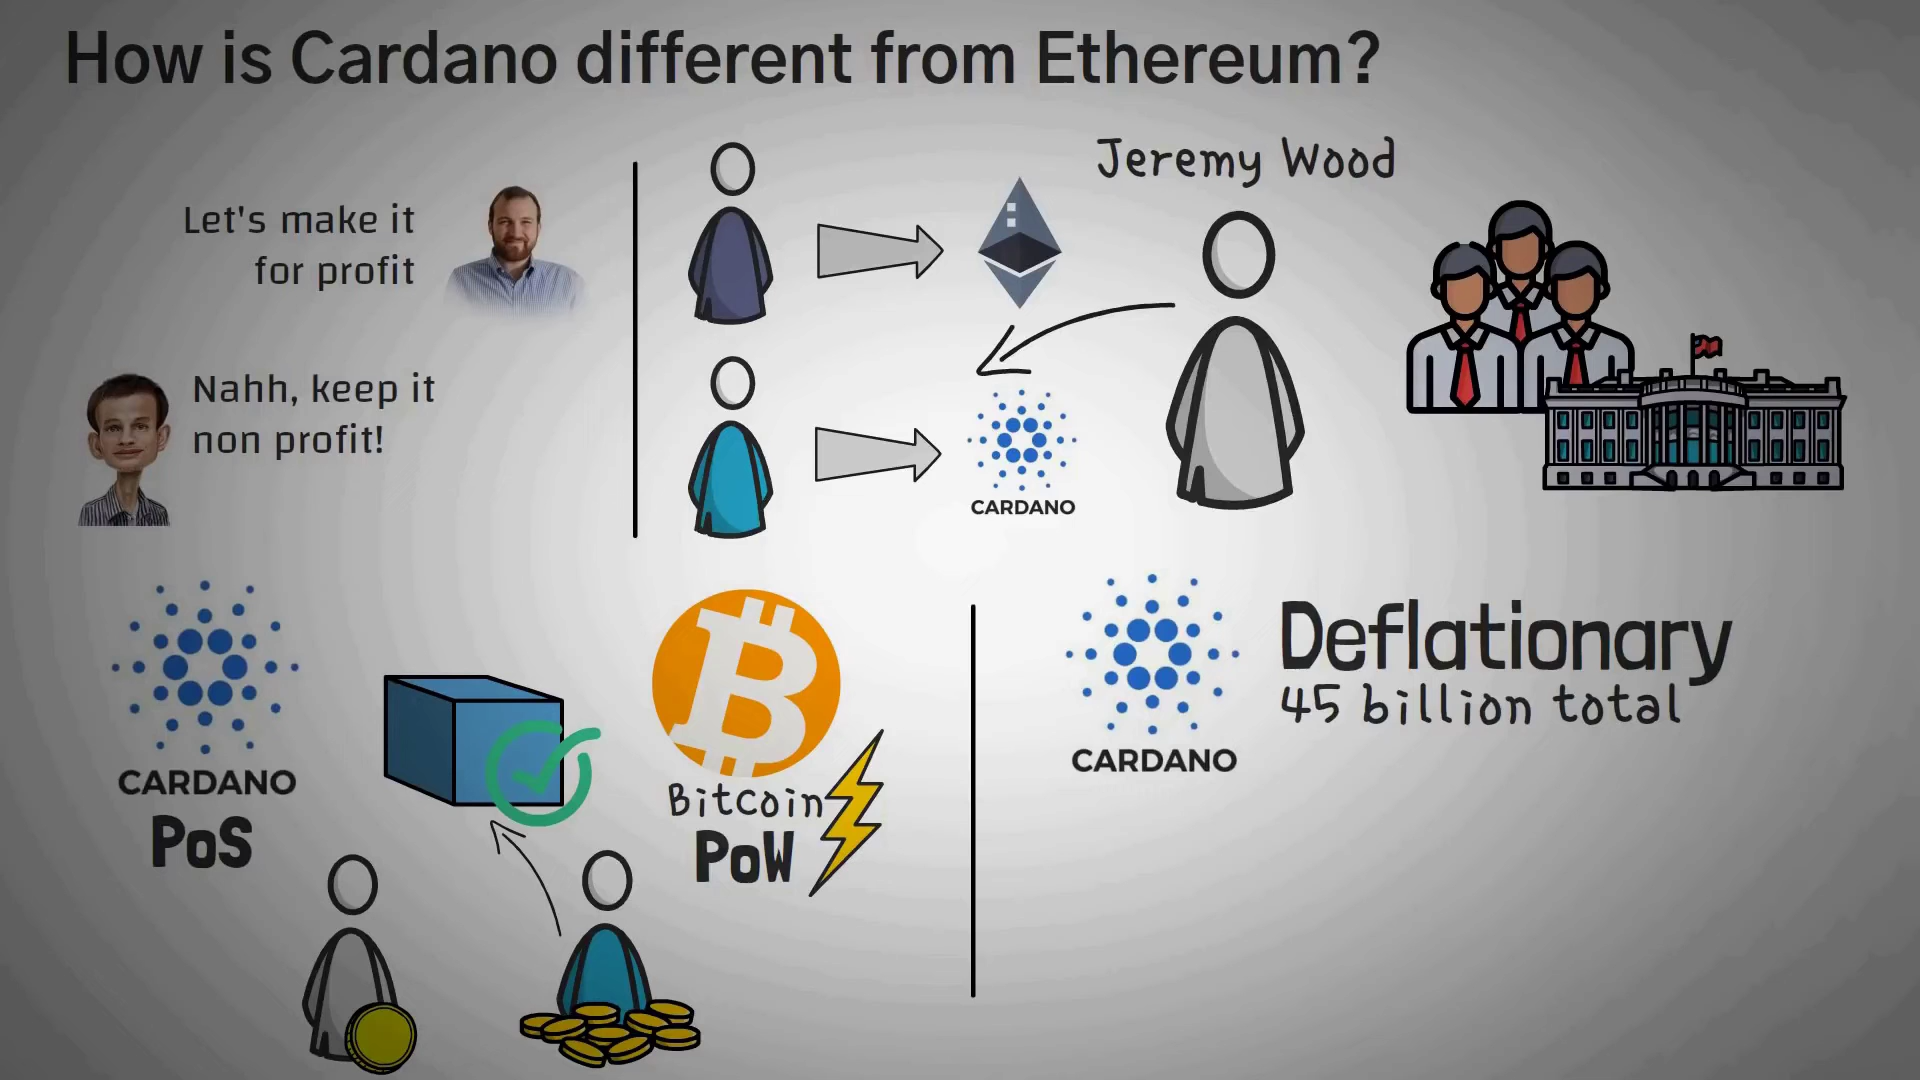 How is Cardano different from Ethereum?
Let's make it
for profit
Nahh, keep it
non profit!
Jeremy Wood
CARDANO
CARDANO
PoS
Bitcoin
PoW
CARDANO
Deflationary
45 billion total